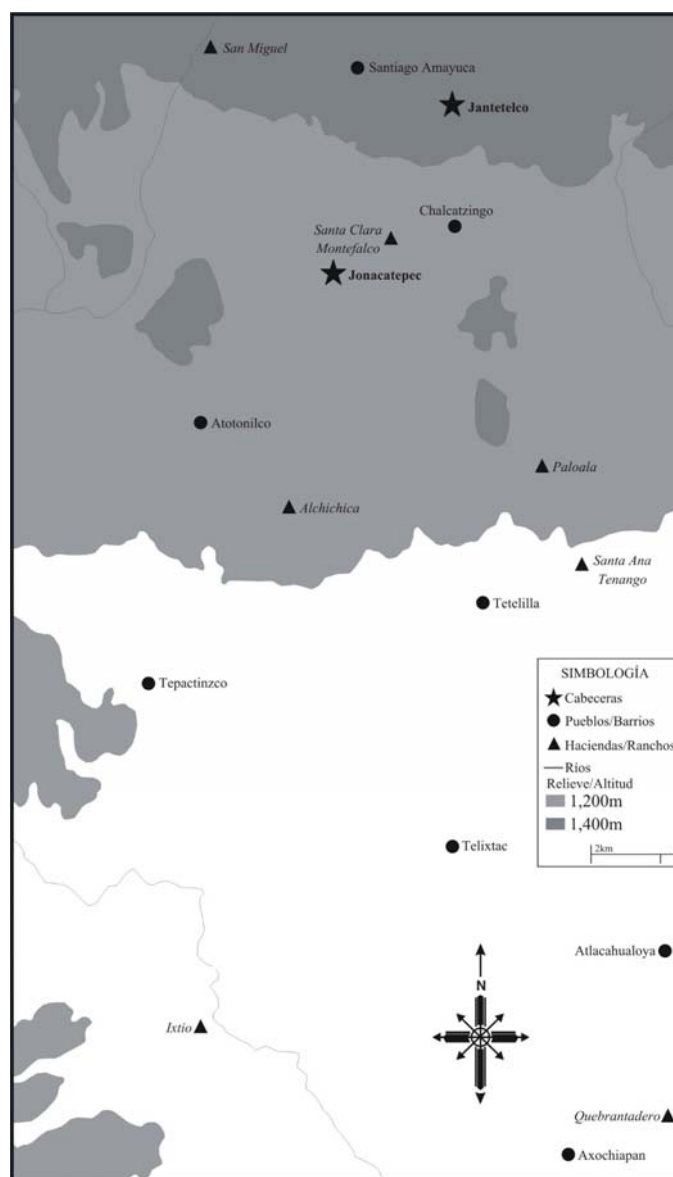 San Miguel
Santiago Amayuca
Jantetelco
Chalcatzingo
Santa Clara
Montefalco
Jonacatepec
Atotonilco
Paloala
Alchichica
Santa Ana
Tenango
Tetelilla
Tepactinzco
SIMBOLOGÍA
Cabeceras
Pueblos/Barrios
Haciendas/Ranchos
Ríos
Relieve/Altitud
1,200m
1,400m
2km
Telixtac
Atlacahualoya
N
Ixtio
Quebrantadero
Axochiapan